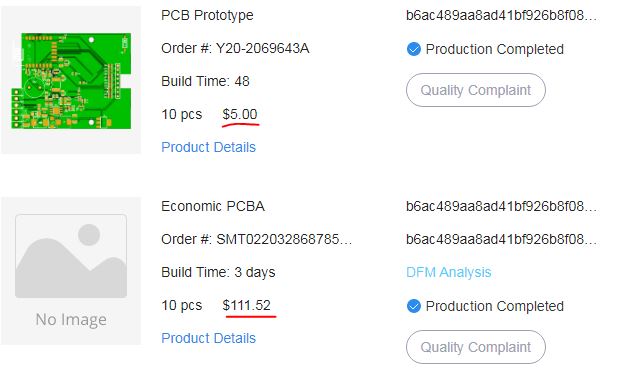 PCB Prototype
Order #: Y20-2069643A
Build Time: 48
10 pcs $5.00
Product Details
b6ac489aa8ad41bf926b8f08...
Production Completed
Quality Complaint
No Image
Economic PCBA
Order #: SMT022032868785...
Build Time: 3 days
10 pcs $111.52
Product Details
b6ac489aa8ad41bf926b8f08...
b6ac489aa8ad41bf926b8f08...
DFM Analysis
Production Completed
Quality Complaint